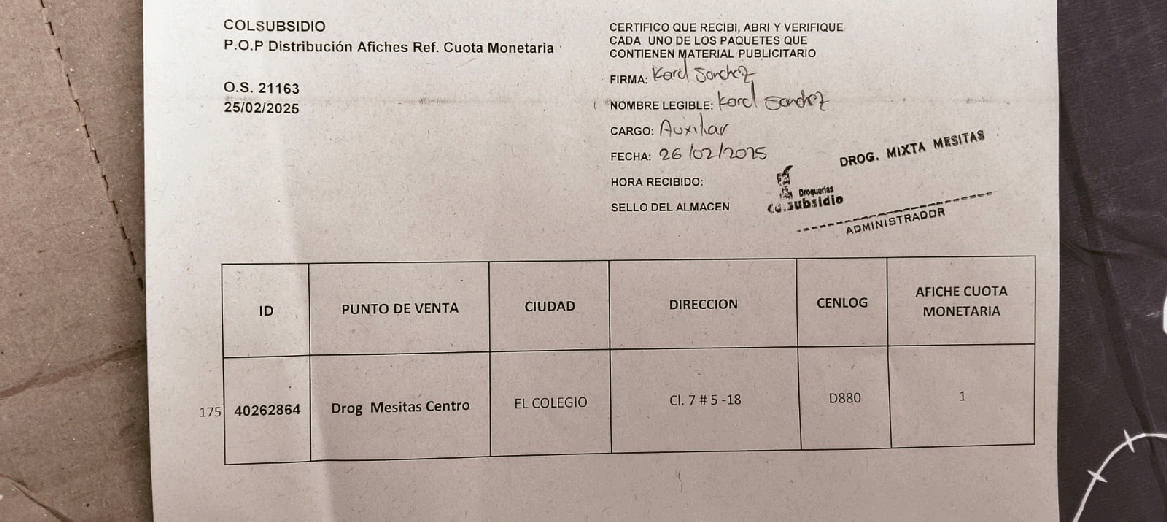 COLSUBSIDIO
P.O.P Distribución Afiches Ref. Cuota Monetaria
O.S. 21163
25/02/2025
CERTIFICO QUE RECIBI, ABRI Y VERIFIQUE
CADA UNO DE LOS PAQUETES QUE
CONTIENEN MATERIAL PUBLICITARIO
FIRMA: Karol Sanchez
NOMBRE LEGIBLE: Karol Sanchez
CARGO: Auxiliar
FECHA: 26/02/2025
HORA RECIBIDO:
SELLO DEL ALMACEN
DROG. MIXTA MESITAS
Droguerías
Colsubsidio
ADMINISTRADOR
ID PUNTO DE VENTA CIUDAD DIRECCION CENLOG AFICHE CUOTA MONETARIA
175 40262864 Drog Mesitas Centro EL COLEGIO Cl. 7 # 5 -18 D880 1